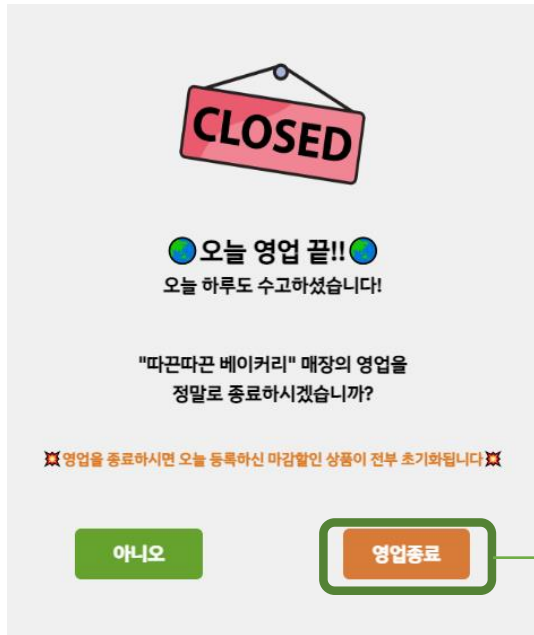 CLOSED
🌏오늘 영업 끝!!🌏
오늘 하루도 수고하셨습니다!
"따끈따끈 베이커리" 매장의 영업을
정말로 종료하시겠습니까?
💥영업을 종료하시면 오늘 등록하신 마감할인 상품이 전부 초기화됩니다💥
아니오 영업종료